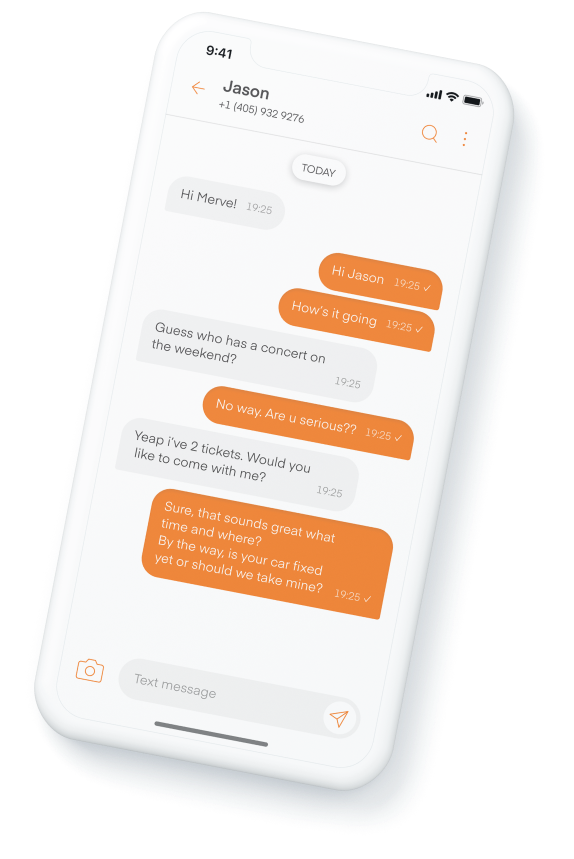 9:41
Jason
+1 (405) 932 9276
TODAY
Hi Merve! 19:25
Hi Jason 19:25
How's it going 19:25
Guess who has a concert on
the weekend?
19:25
No way. Are u serious?? 19:25
Yeap i've 2 tickets. Would you
like to come with me?
19:25
Sure, that sounds great what
time and where?
By the way, is your car fixed
yet or should we take mine? 19:25
Text message